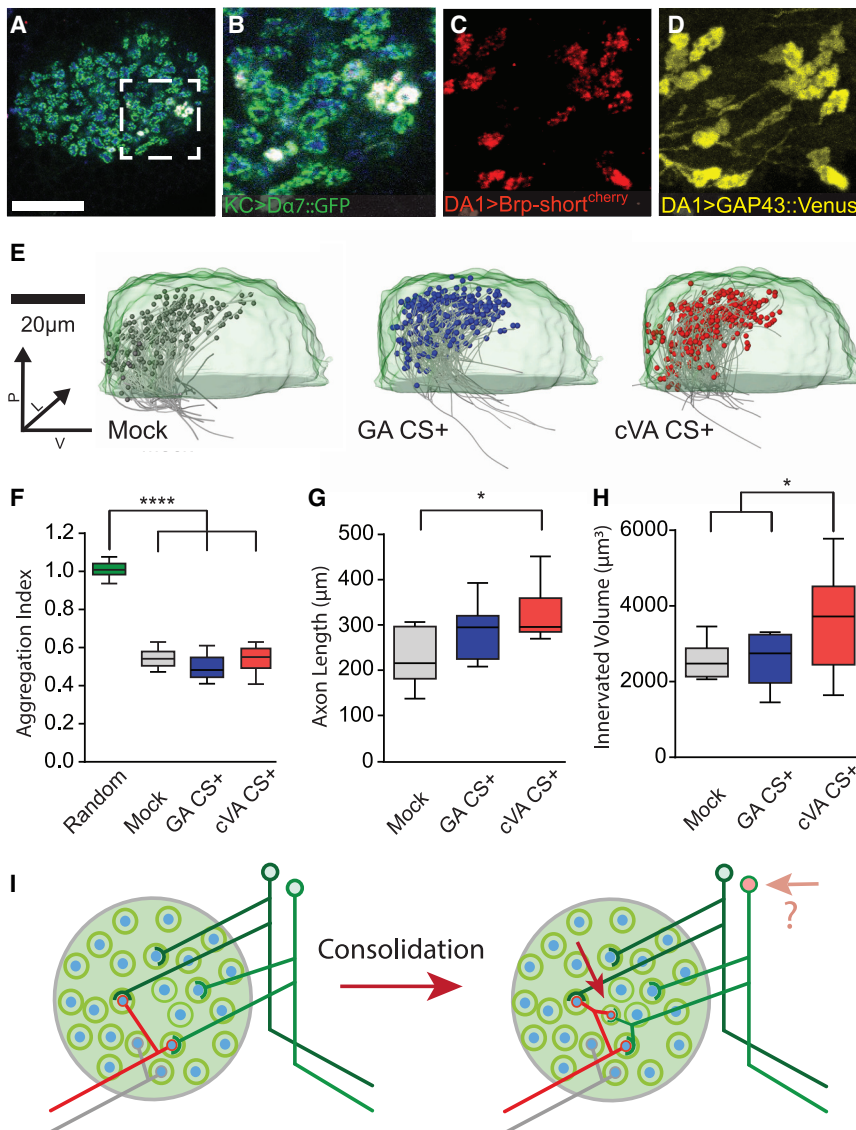 A
B
C
D
KC>Dα7::GFP
DA1>Brp-short^cherry
DA1>GAP43::Venus
E
20µm
P
L
V
Mock
GA CS+
cVA CS+
F
****
Aggregation Index
1.2
1.0
0.8
0.6
0.4
0.2
0.0
Random
Mock
GA CS+
cVA CS+
G
*
Axon Length (µm)
500
400
300
200
100
0
Mock
GA CS+
cVA CS+
H
*
Innervated Volume (µm³)
6000
4000
2000
0
Mock
GA CS+
cVA CS+
I
Consolidation
?